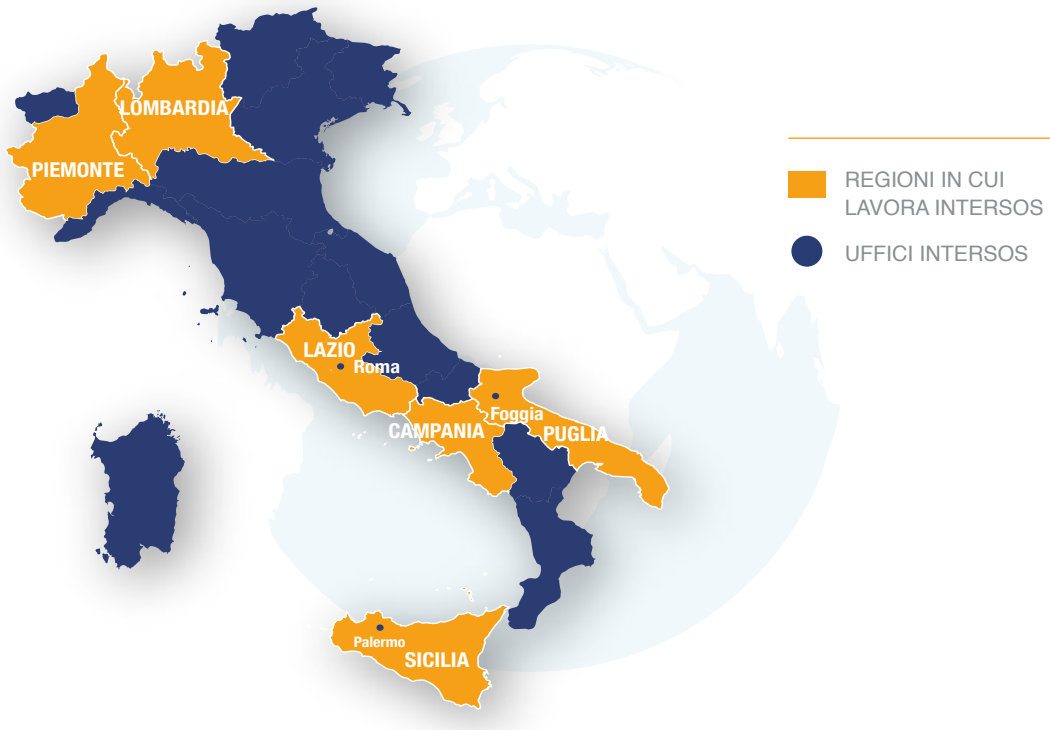 LOMBARDIA
PIEMONTE
REGIONI IN CUI
LAVORA INTERSOS
UFFICI INTERSOS
LAZIO
Roma
Foggia
CAMPANIA
PUGLIA
Palermo
SICILIA